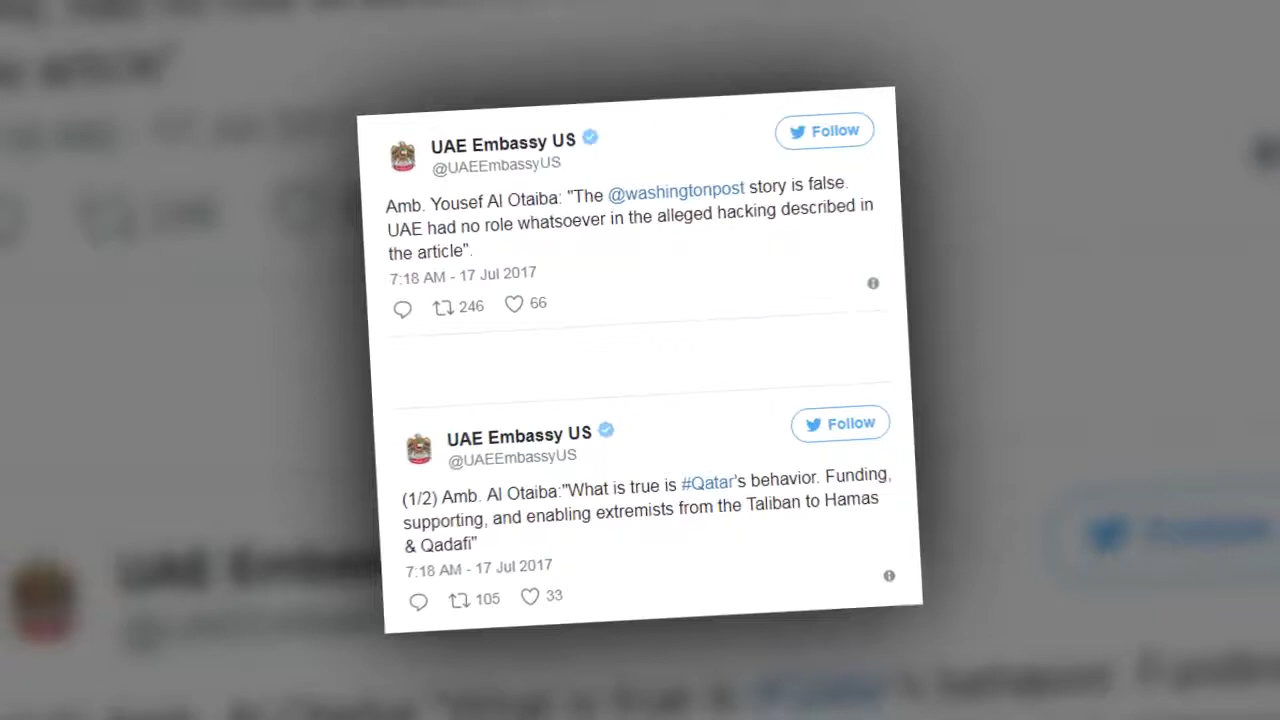 UAE Embassy US
Follow
@UAEEmbassyUS
Amb. Yousef Al Otaiba: "The @washingtonpost story is false.
UAE had no role whatsoever in the alleged hacking described in
the article".
7:18 AM - 17 Jul 2017
246 66
UAE Embassy US
Follow
@UAEEmbassyUS
(1/2) Amb. Al Otaiba:"What is true is #Qatar's behavior. Funding,
supporting, and enabling extremists from the Taliban to Hamas
& Qadafi"
7:18 AM - 17 Jul 2017
105 33